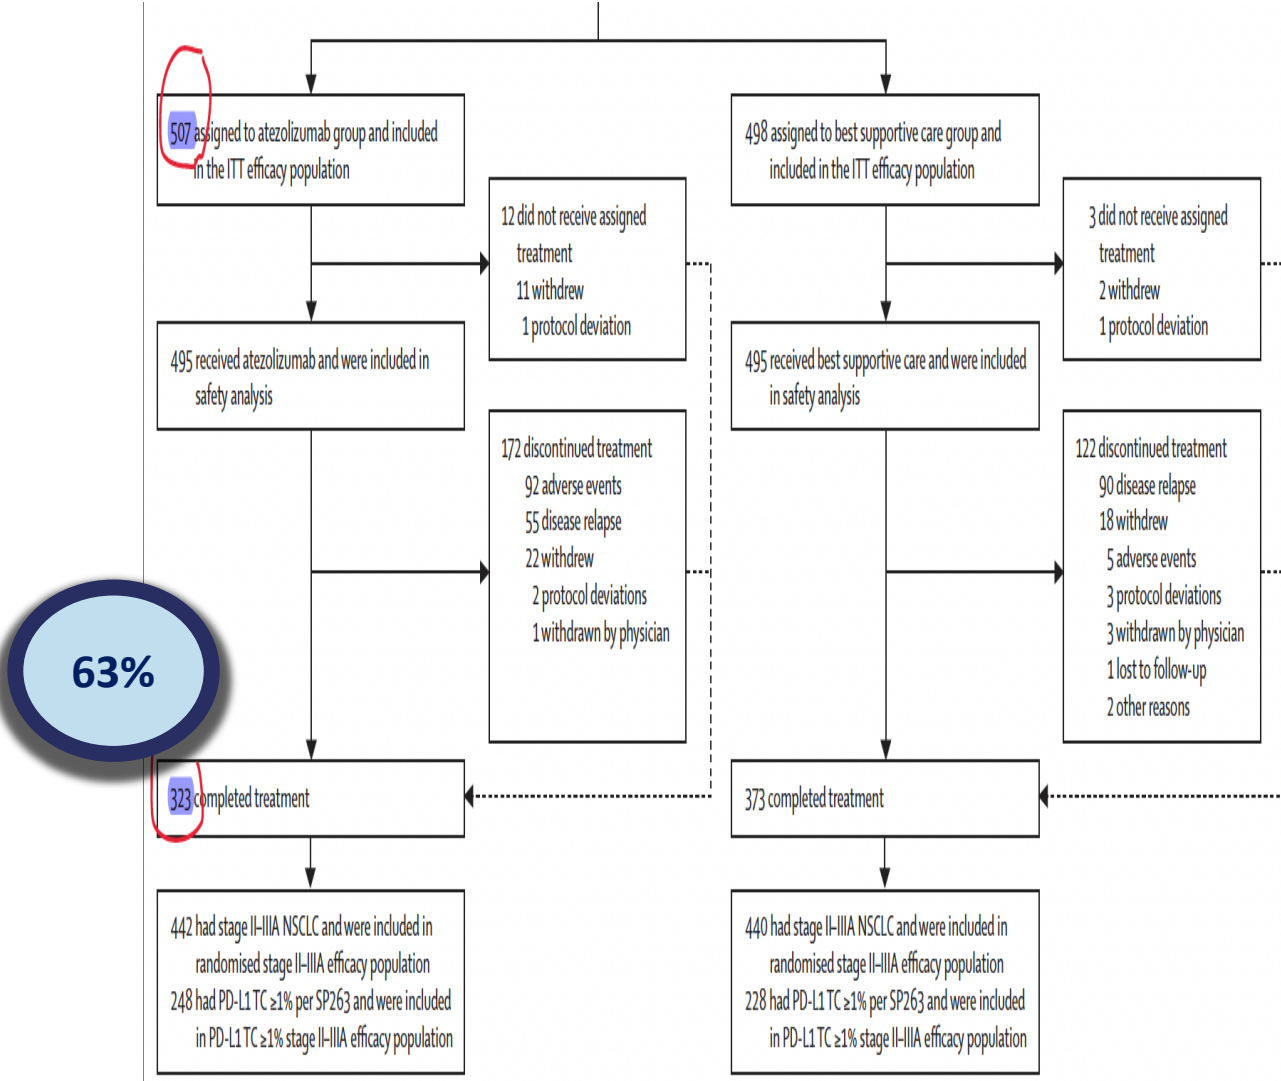 507 assigned to atezolizumab group and included
in the ITT efficacy population
498 assigned to best supportive care group and
included in the ITT efficacy population
12 did not receive assigned
treatment
11 withdrew
1 protocol deviation
3 did not receive assigned
treatment
2 withdrew
1 protocol deviation
495 received atezolizumab and were included in
safety analysis
495 received best supportive care and were included
in safety analysis
172 discontinued treatment
92 adverse events
55 disease relapse
22 withdrew
2 protocol deviations
1 withdrawn by physician
122 discontinued treatment
90 disease relapse
18 withdrew
5 adverse events
3 protocol deviations
3 withdrawn by physician
1 lost to follow-up
2 other reasons
63%
323 completed treatment
373 completed treatment
442 had stage II–IIIA NSCLC and were included in
randomised stage II–IIIA efficacy population
248 had PD-L1 TC ≥1% per SP263 and were included
in PD-L1 TC ≥1% stage II–IIIA efficacy population
440 had stage II–IIIA NSCLC and were included in
randomised stage II–IIIA efficacy population
228 had PD-L1 TC ≥1% per SP263 and were included
in PD-L1 TC ≥1% stage II–IIIA efficacy population